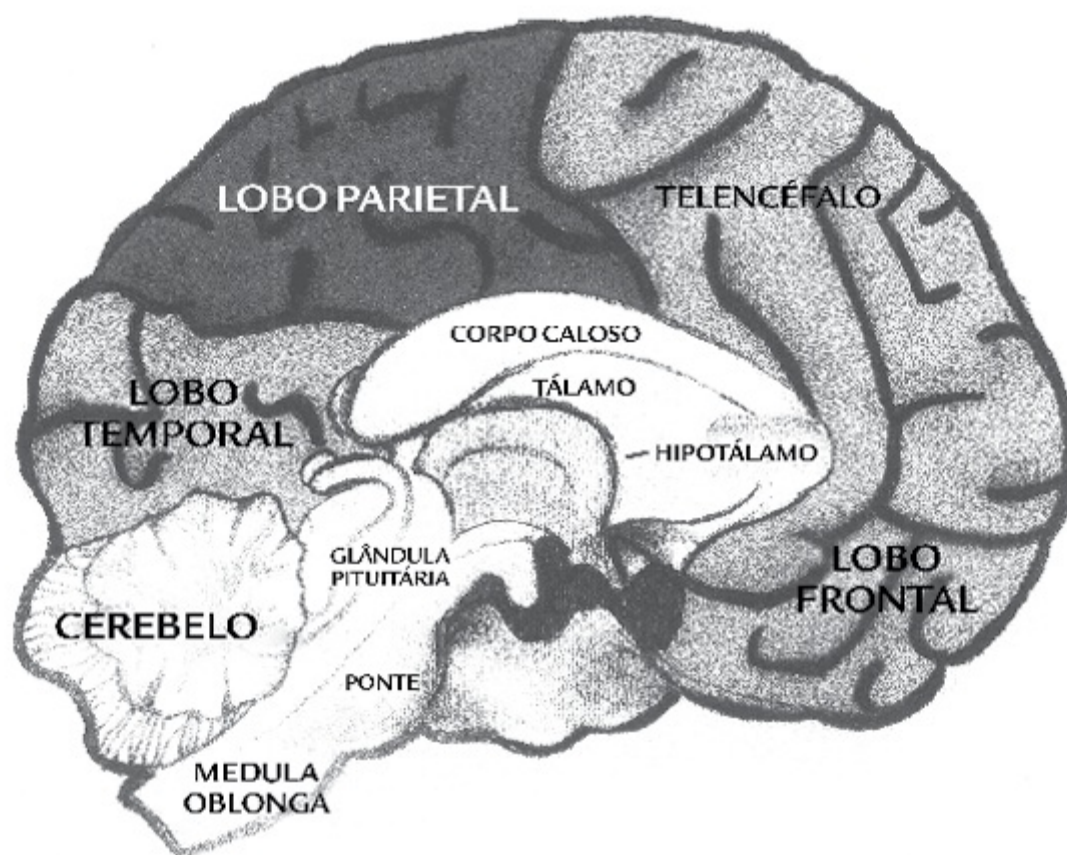 LOBO PARIETAL
TELENCÉFALO
CORPO CALOSO
TÁLAMO
LOBO
TEMPORAL
HIPOTÁLAMO
GLÂNDULA
PITUITÁRIA
LOBO
FRONTAL
CEREBELO
PONTE
MEDULA
OBLONGA